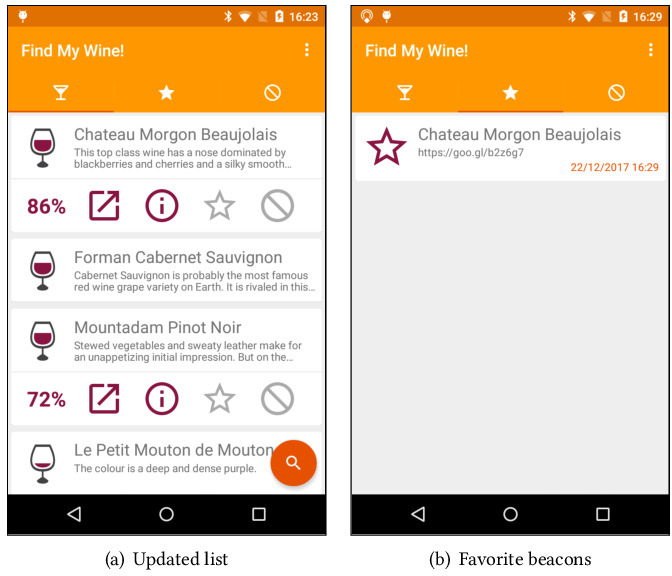 16:23
Find My Wine!
Chateau Morgon Beaujolais
This top class wine has a nose dominated by
blackberries and cherries and a silky smooth...
86%
Forman Cabernet Sauvignon
Cabernet Sauvignon is probably the most famous
red wine grape variety on Earth. It is rivaled in this...
Mountadam Pinot Noir
Stewed vegetables and sweaty leather make for
an unappetizing initial impression. But on the...
72%
Le Petit Mouton de Mouton
The colour is a deep and dense purple.
(a) Updated list
16:29
Find My Wine!
Chateau Morgon Beaujolais
https://goo.gl/b2z6g7
22/12/2017 16:29
(b) Favorite beacons